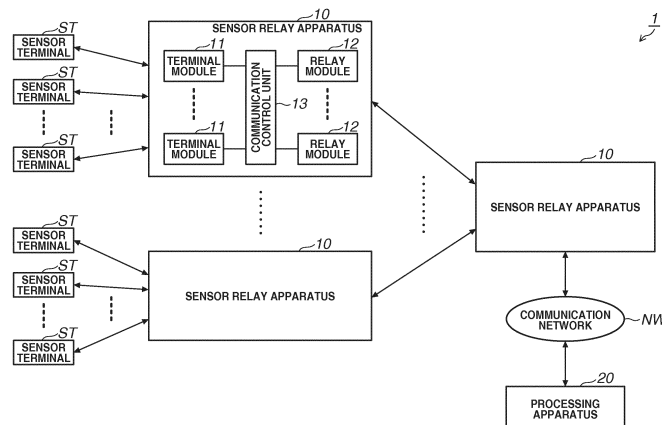 1
10
SENSOR RELAY APPARATUS
ST
SENSOR
TERMINAL
ST
SENSOR
TERMINAL
ST
SENSOR
TERMINAL
11
TERMINAL
MODULE
11
TERMINAL
MODULE
COMMUNICATION
CONTROL UNIT
13
12
RELAY
MODULE
12
RELAY
MODULE
10
SENSOR RELAY APPARATUS
ST
SENSOR
TERMINAL
ST
SENSOR
TERMINAL
ST
SENSOR
TERMINAL
10
SENSOR RELAY APPARATUS
COMMUNICATION
NETWORK
NW
20
PROCESSING
APPARATUS